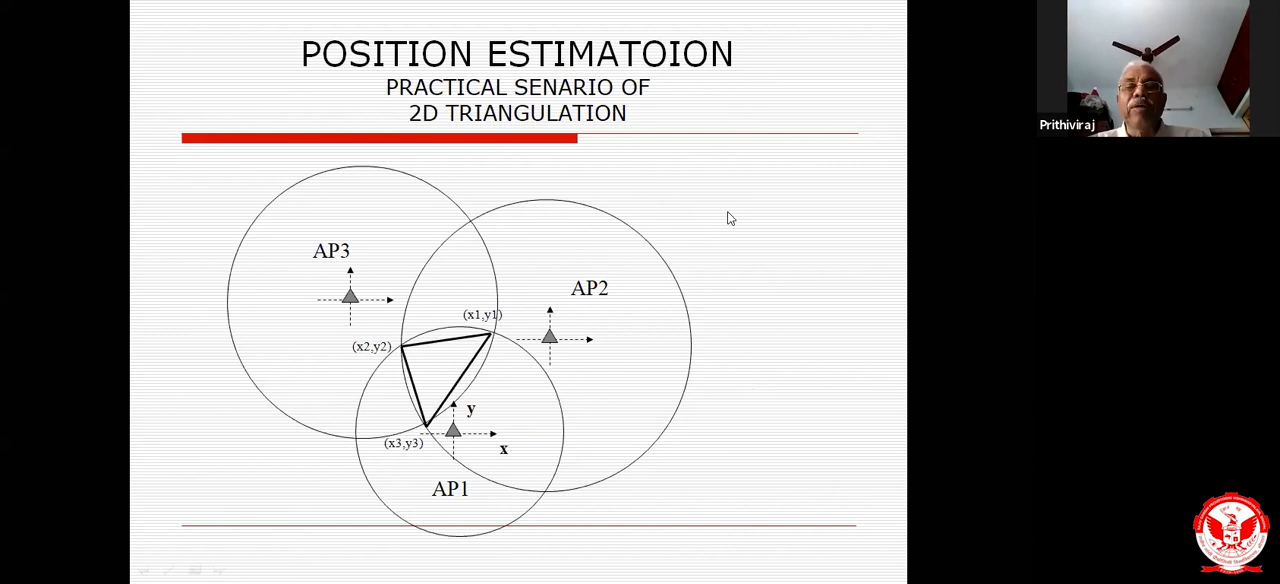 POSITION ESTIMATOION
PRACTICAL SENARIO OF
2D TRIANGULATION
Prithiviraj
AP3
AP2
(x1,y1)
(x2,y2)
y
(x3,y3)
x
AP1